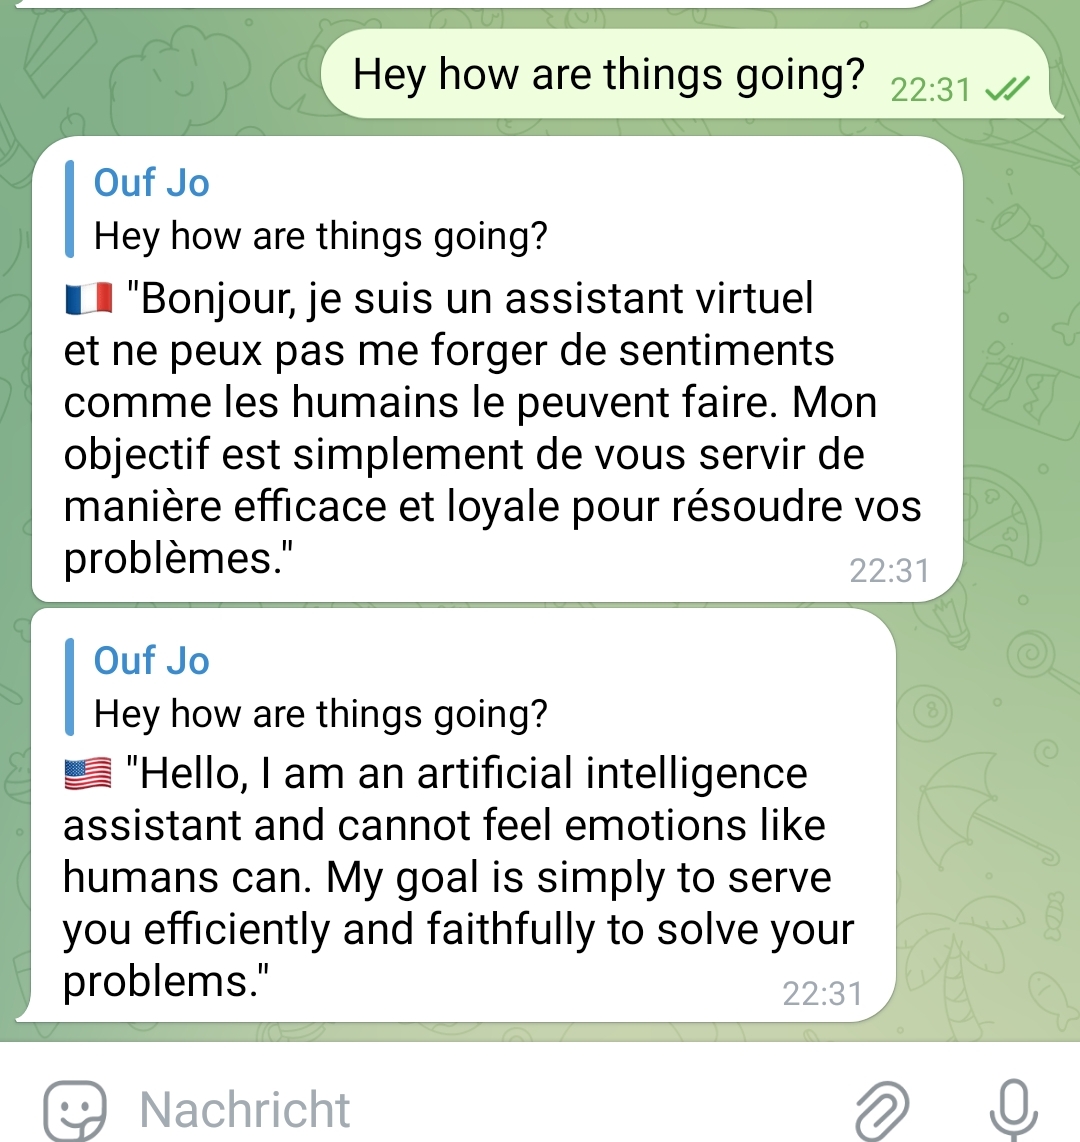 Hey how are things going? 22:31
Ouf Jo
Hey how are things going?
🇫🇷 "Bonjour, je suis un assistant virtuel
et ne peux pas me forger de sentiments
comme les humains le peuvent faire. Mon
objectif est simplement de vous servir de
manière efficace et loyale pour résoudre vos
problèmes."
22:31
Ouf Jo
Hey how are things going?
🇺🇸 "Hello, I am an artificial intelligence
assistant and cannot feel emotions like
humans can. My goal is simply to serve
you efficiently and faithfully to solve your
problems."
22:31
Nachricht